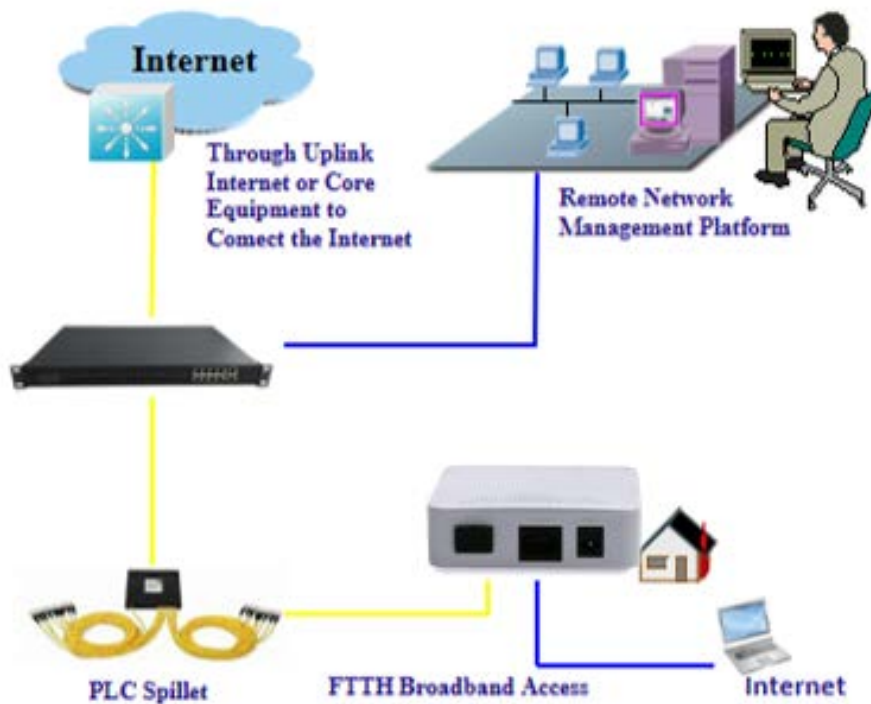 Internet
Through Uplink
Internet or Core
Equipment to
Comect the Internet
Remote Network
Management Platform
PLC Spillet
FTTH Broadband Access
Internet